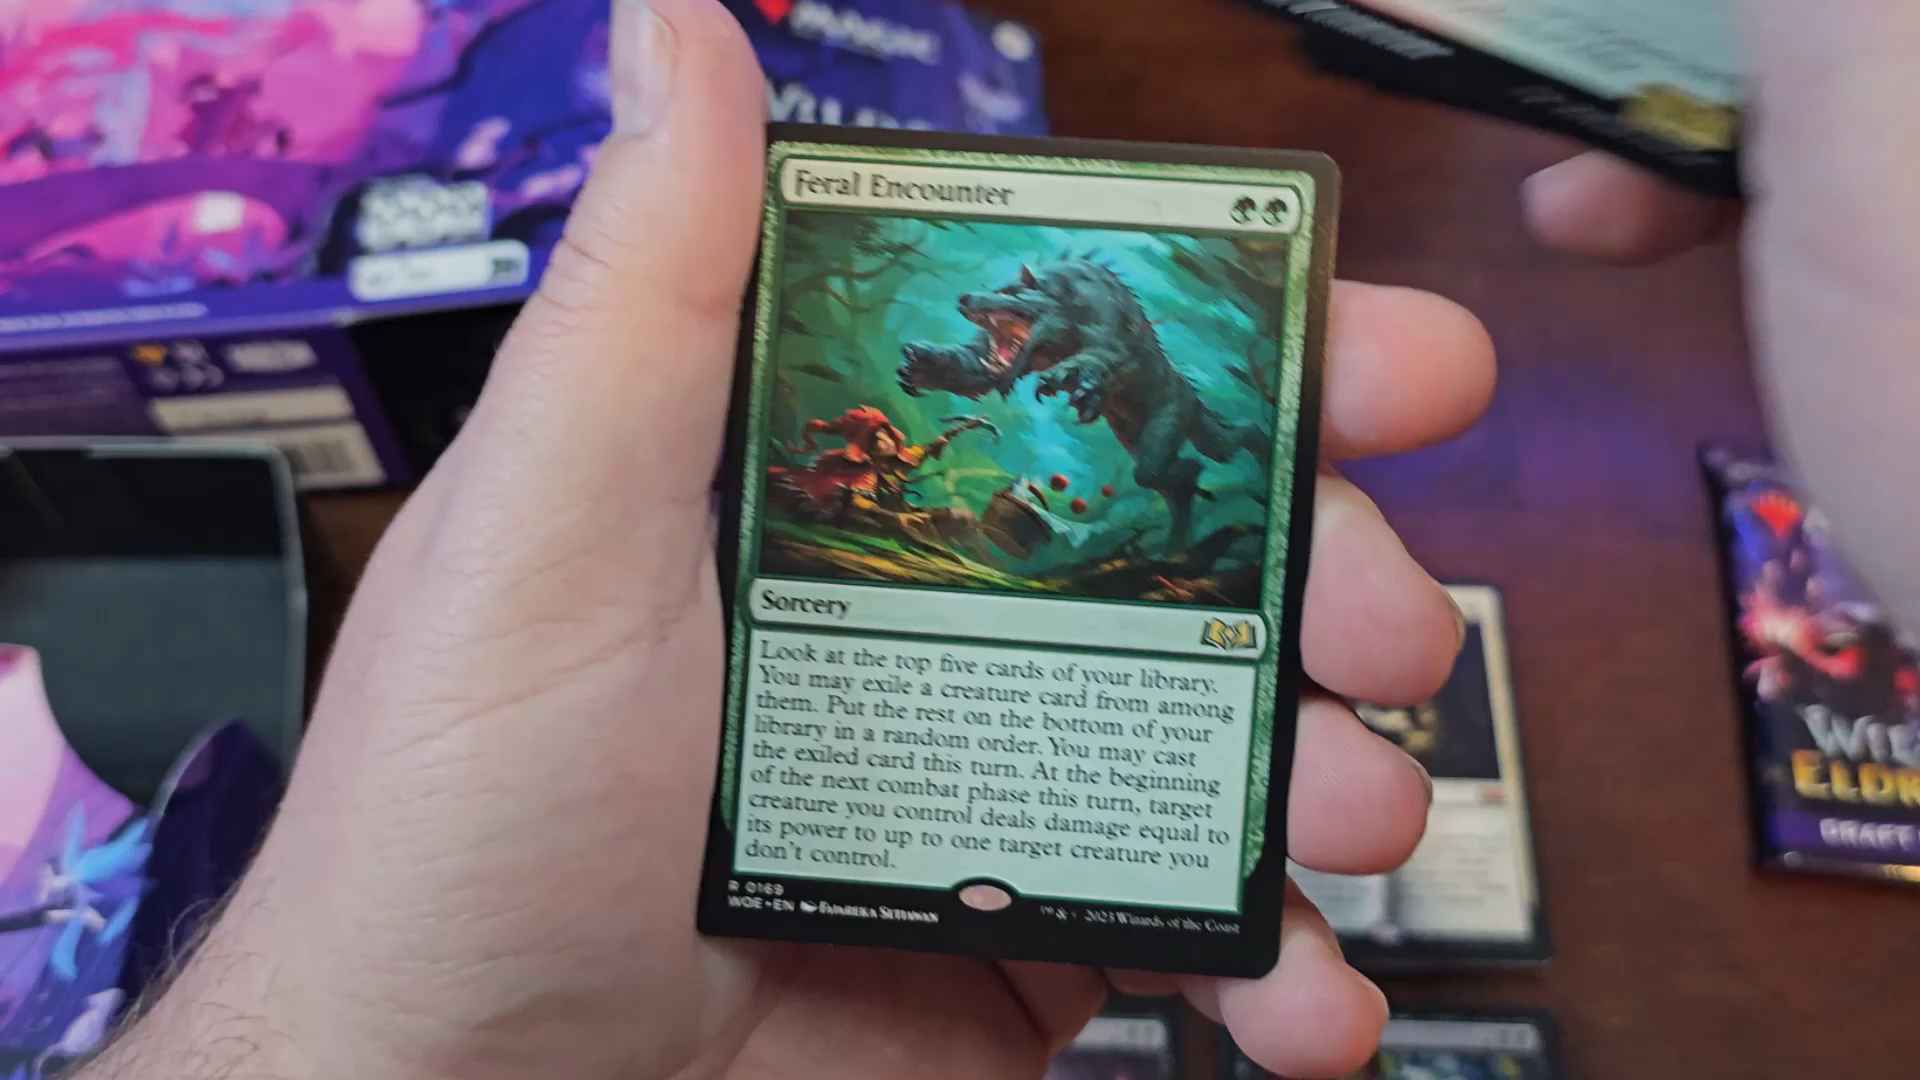 MAGIC
Feral Encounter
Sorcery
Look at the top five cards of your library.
You may exile a creature card from among
them. Put the rest on the bottom of your
library in a random order. You may cast
the exiled card this turn. At the beginning
of the next combat phase this turn, target
creature you control deals damage equal to
its power to up to one target creature you
don't control.
R 0169
WOE • EN
™ & 2023 Wizards of the Coast
DRAFT